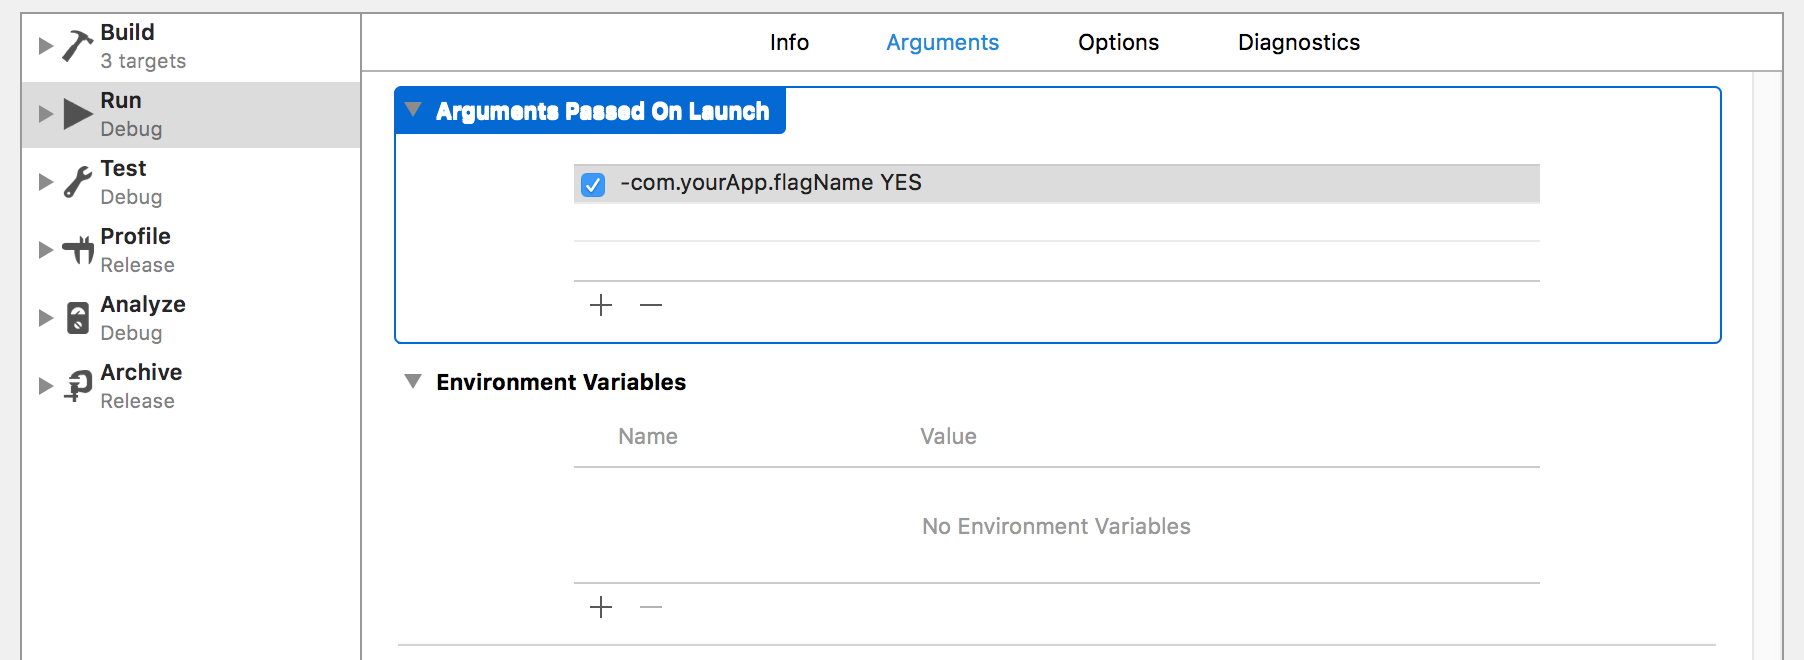 Build
3 targets
Run
Debug
Test
Debug
Profile
Release
Analyze
Debug
Archive
Release
Info Arguments Options Diagnostics
Arguments Passed On Launch
-com.yourApp.flagName YES
Environment Variables
Name Value
No Environment Variables